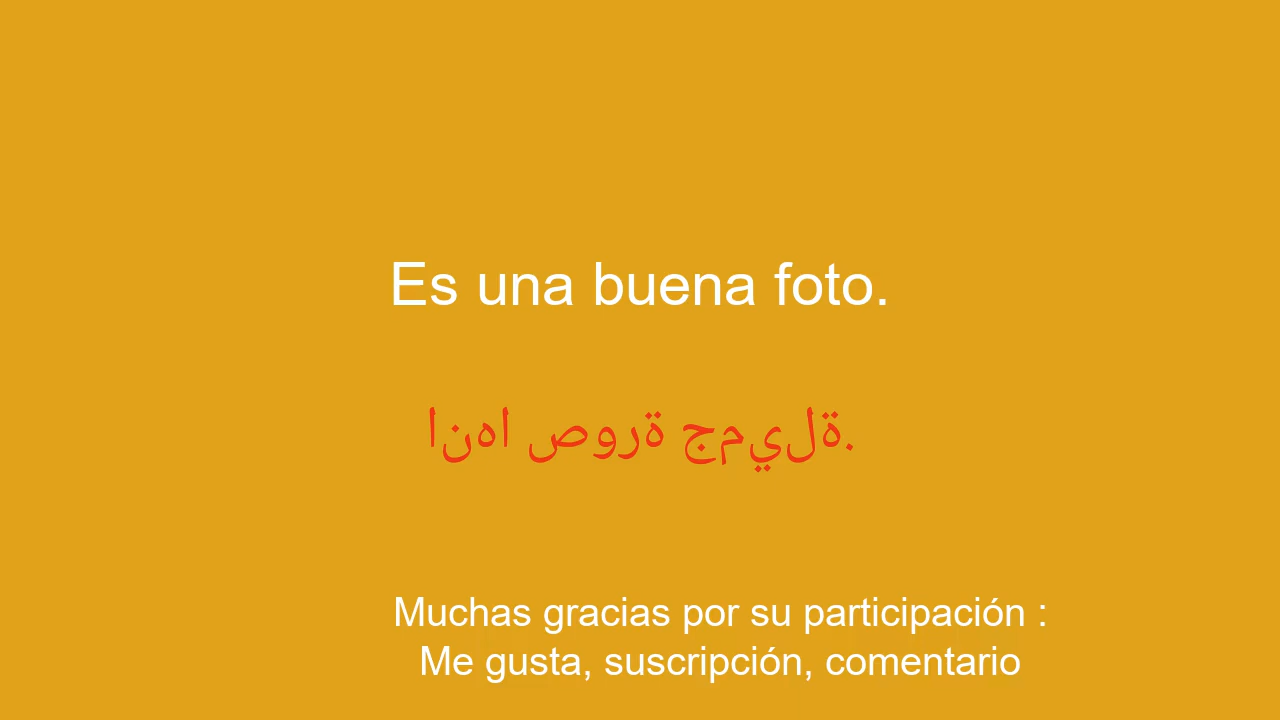 Es una buena foto.
انها صورة جميلة.
Muchas gracias por su participación :
Me gusta, suscripción, comentario